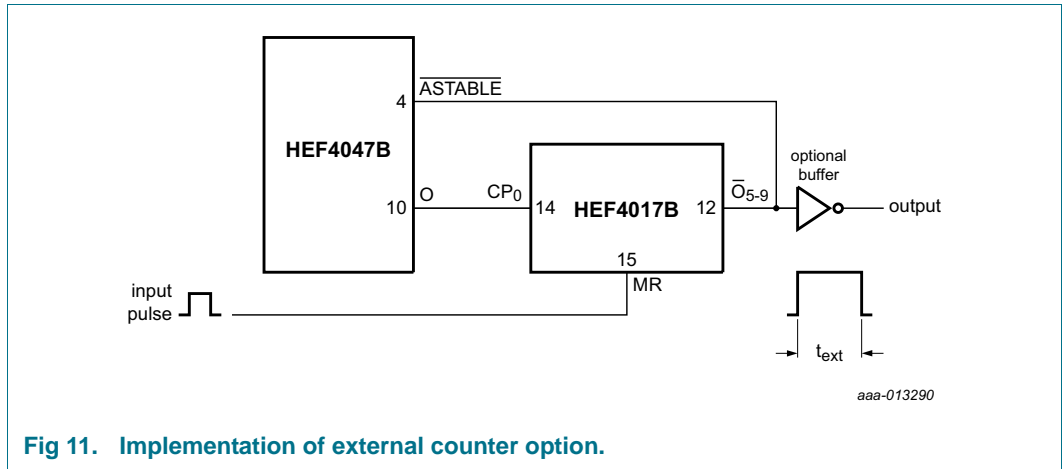 4
ASTABLE
HEF4047B
10
O
CP0
14
HEF4017B
12
O5-9
15
MR
optional
buffer
output
input
pulse
text
aaa-013290
Fig 11. Implementation of external counter option.